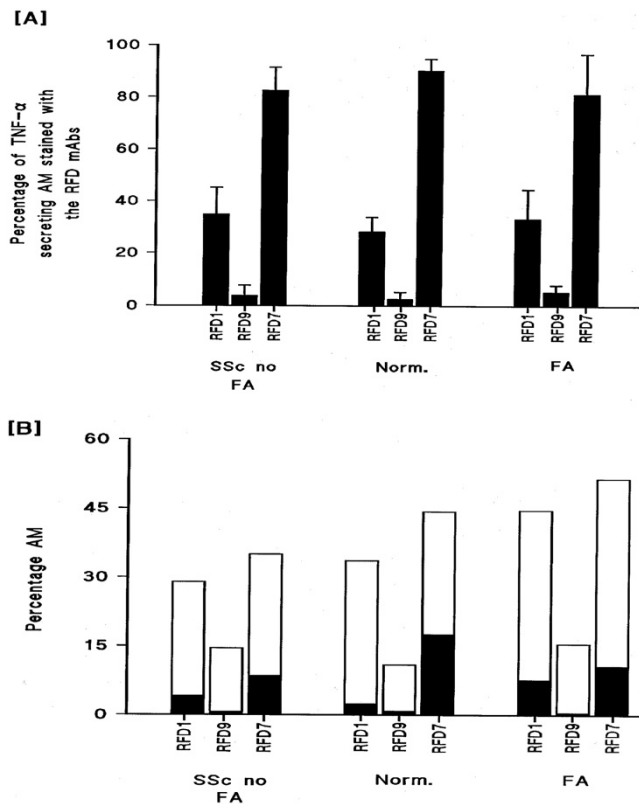 [A]
Percentage of TNF-α
secreting AM stained with
the RFD mAbs
100
80
60
40
20
0
RFD1
RFD9
RFD7
RFD1
RFD9
RFD7
RFD1
RFD9
RFD7
SSc no
FA
Norm.
FA
[B]
Percentage AM
60
45
30
15
0
RFD1
RFD9
RFD7
RFD1
RFD9
RFD7
RFD1
RFD9
RFD7
SSc no
FA
Norm.
FA